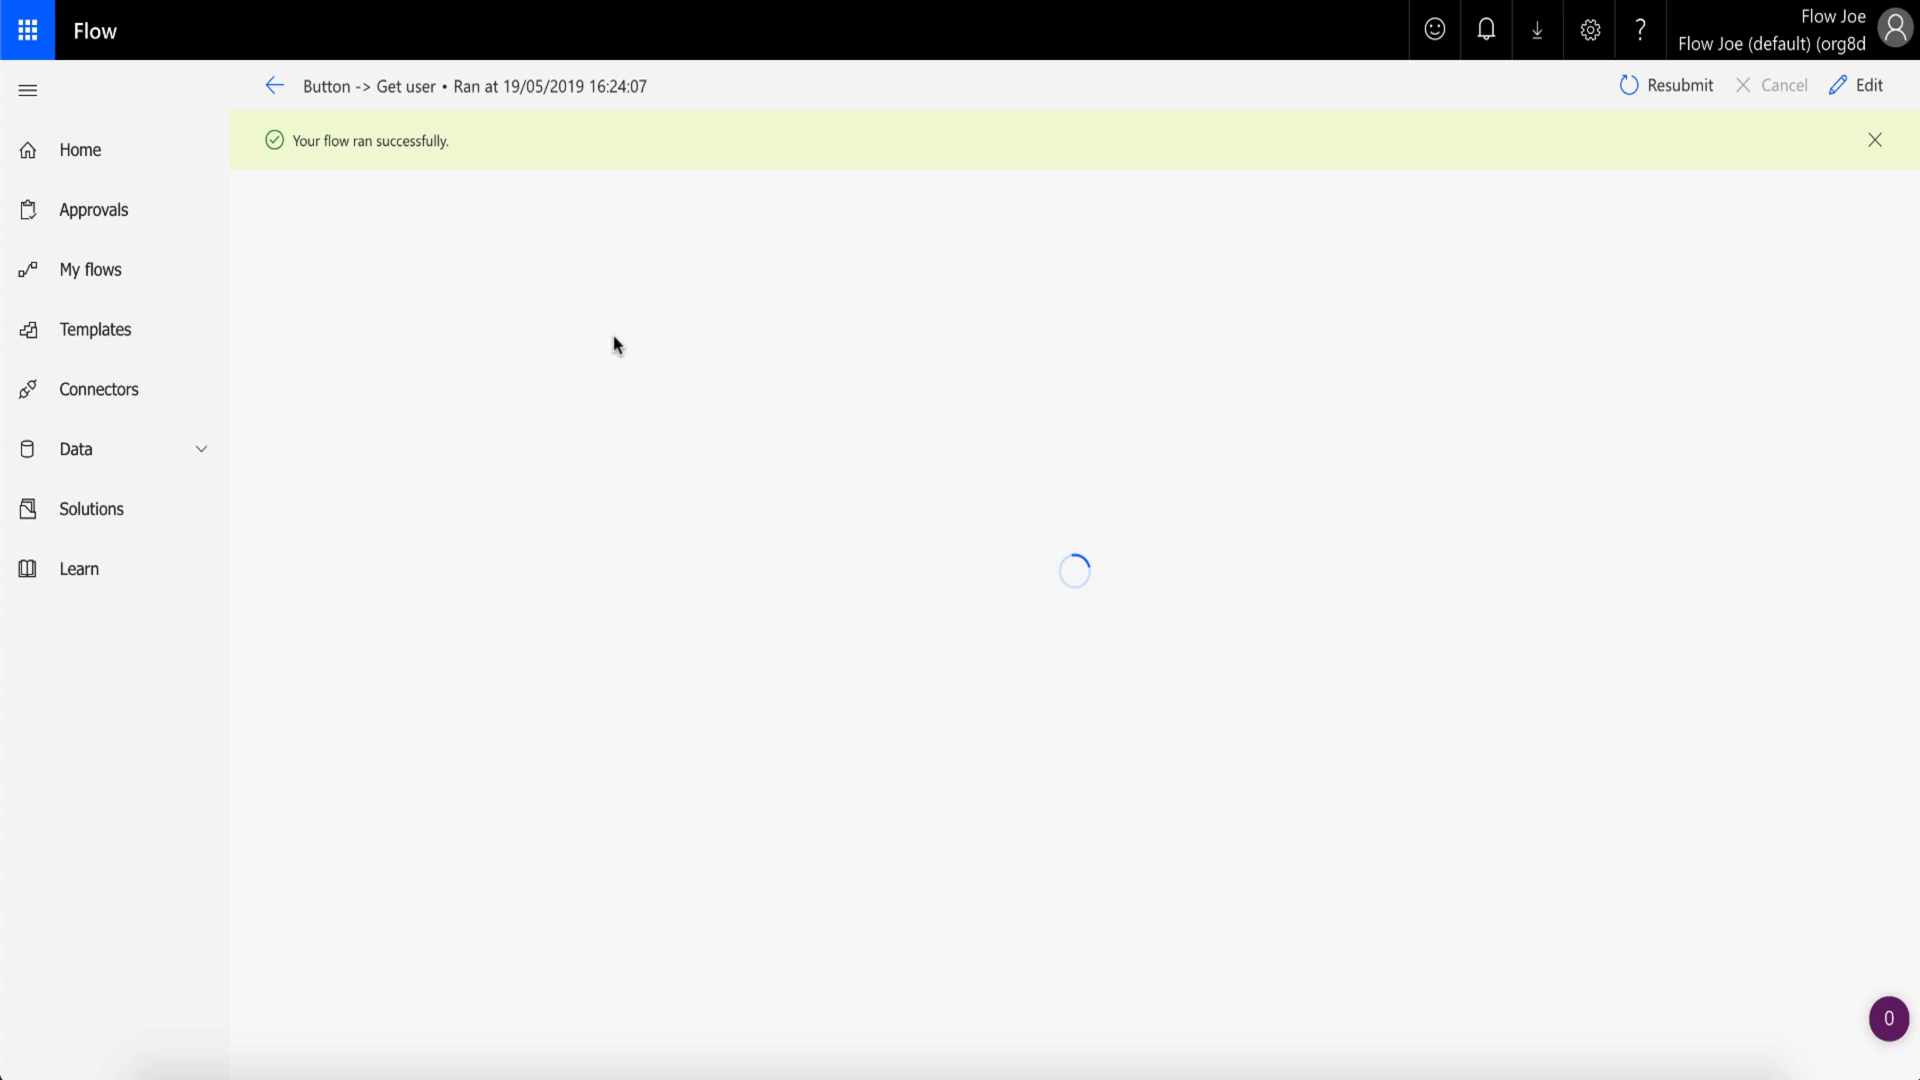 Flow
Flow Joe
Flow Joe (default) (org8d
Button -> Get user • Ran at 19/05/2019 16:24:07
Resubmit
Cancel
Edit
Your flow ran successfully.
Home
Approvals
My flows
Templates
Connectors
Data
Solutions
Learn
0